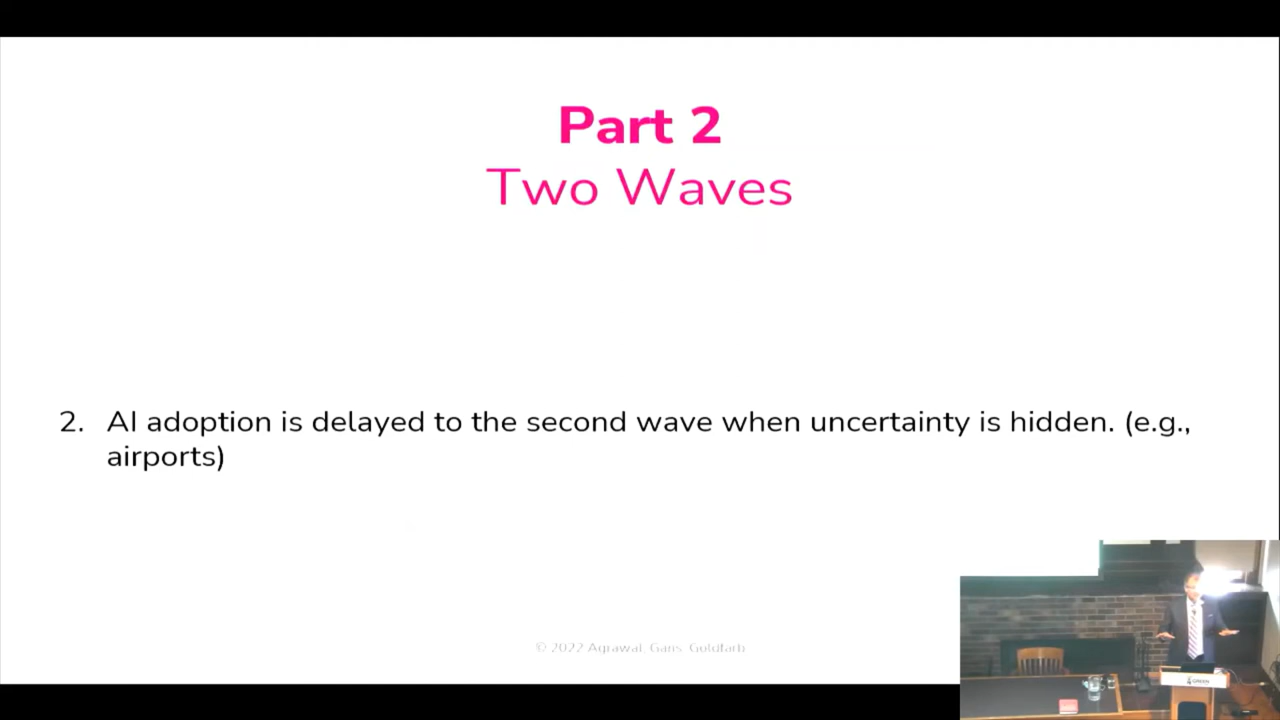 Part 2
Two Waves
2. AI adoption is delayed to the second wave when uncertainty is hidden. (e.g.,
airports)
© 2022 Agrawal, Gans, Goldfarb
GREEN